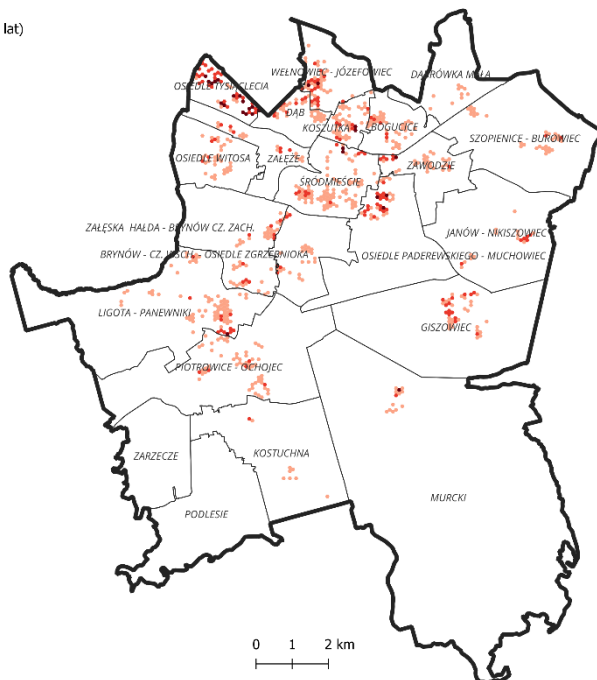 lat)
WEŁNOWIEC - JÓZEFOWIEC
DĄBRÓWKA MAŁA
OSIEDLE TYSIĄCLECIA
DĄB
KOSZUTKA
BOGUCICE
SZOPIENICE - BUROWIEC
OSIEDLE WITOSA
ZAŁĘŻE
ZAWODZIE
ŚRÓDMIEŚCIE
ZAŁĘSKA HAŁDA - BRYNÓW CZ. ZACH.
JANÓW - NIKISZOWIEC
BRYNÓW - CZ. WSCH. - OSIEDLE ZGRZEBNIOKA
OSIEDLE PADEREWSKIEGO - MUCHOWIEC
LIGOTA - PANEWNIKI
GISZOWIEC
PIOTROWICE - OCHOJEC
ZARZECZE
KOSTUCHNA
MURCKI
PODLESIE
0 1 2 km